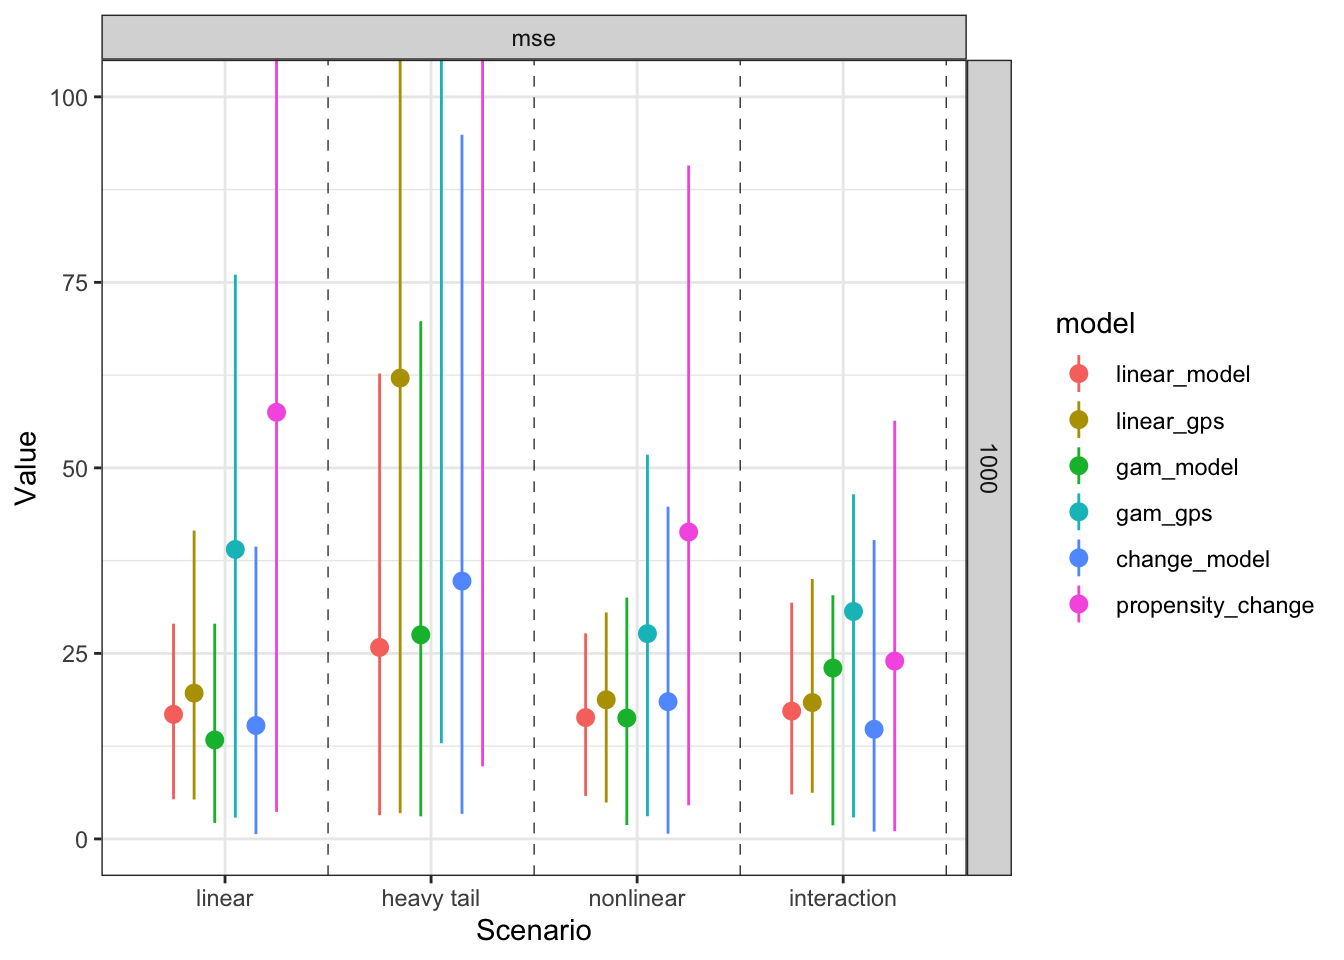 mse
100
75
50
25
0
Value
1000
linear
heavy tail
nonlinear
interaction
Scenario
model
linear_model
linear_gps
gam_model
gam_gps
change_model
propensity_change